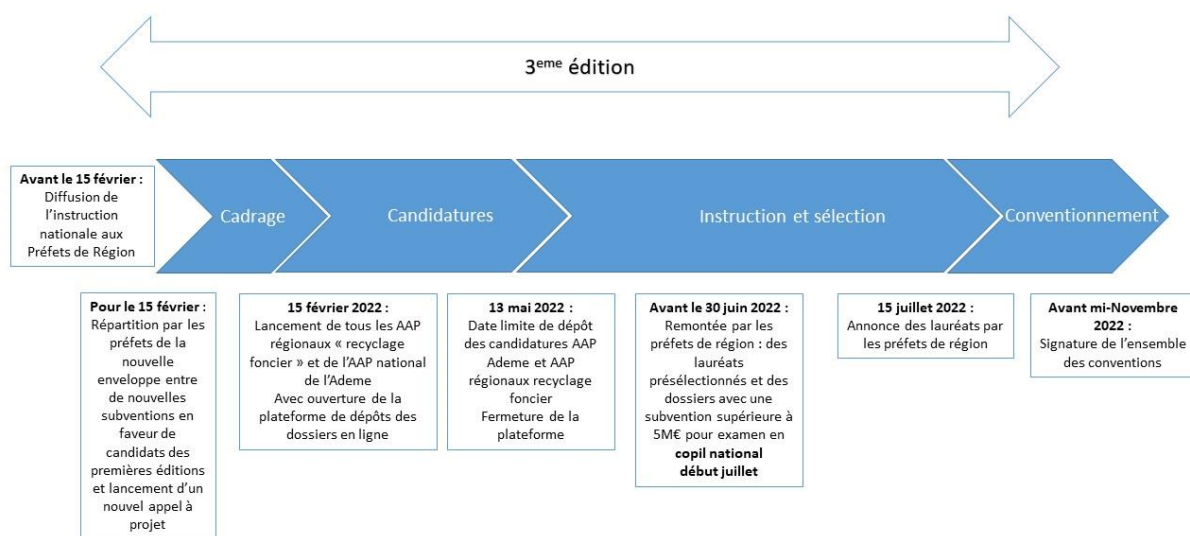 3eme édition
Avant le 15 février :
Diffusion de
l’instruction
nationale aux
Préfets de Région
Cadrage
Candidatures
Instruction et sélection
Conventionnement
Pour le 15 février :
Répartition par les
préfets de la
nouvelle
enveloppe entre
de nouvelles
subventions en
faveur de
candidats des
premières éditions
et lancement d’un
nouvel appel à
projet
15 février 2022 :
Lancement de tous les AAP
régionaux « recyclage
foncier » et de l’AAP national
de l’Ademe
Avec ouverture de la
plateforme de dépôts des
dossiers en ligne
13 mai 2022 :
Date limite de dépôt
des candidatures AAP
Ademe et AAP
régionaux recyclage
foncier
Fermeture de la
plateforme
Avant le 30 juin 2022 :
Remontée par les
préfets de région : des
lauréats
présélectionnés et des
dossiers avec une
subvention supérieure à
5M€ pour examen en
copil national
début juillet
15 juillet 2022 :
Annonce des lauréats par
les préfets de région
Avant mi-Novembre
2022 :
Signature de l’ensemble
des conventions